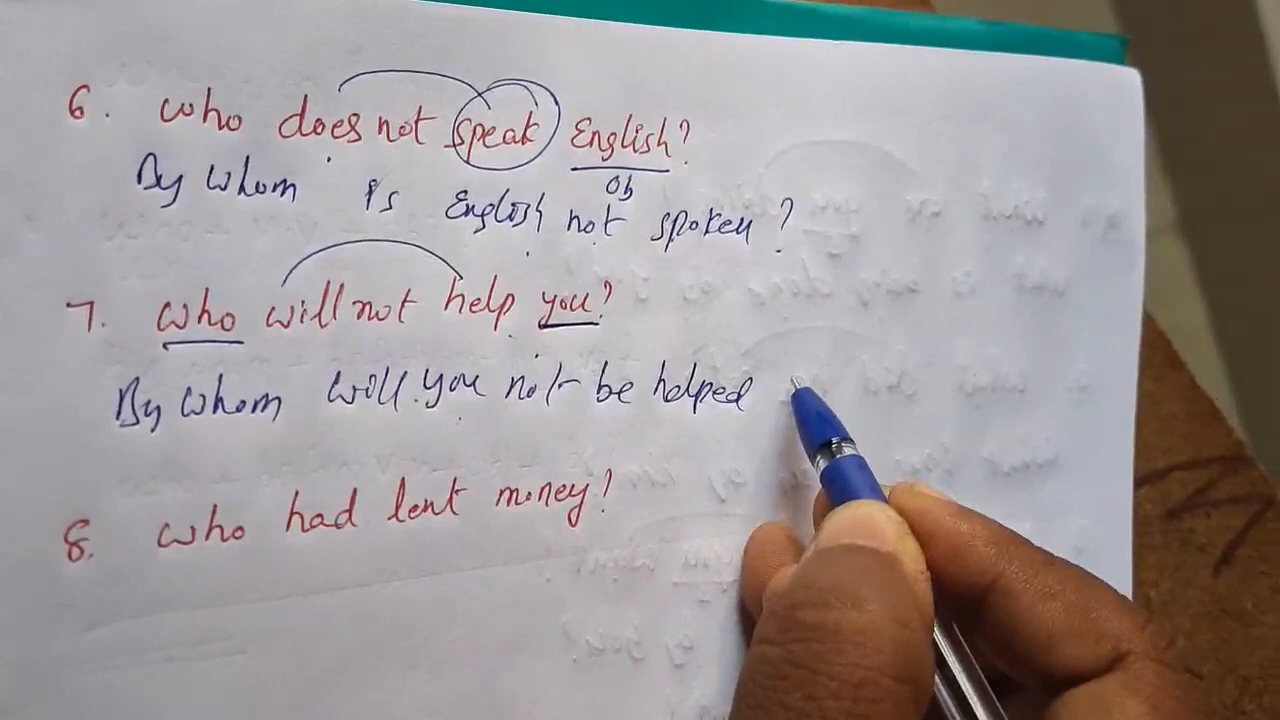 6. who does not speak English?
ob
By whom is English not spoken?
7. who will not help you?
By whom will you not be helped
8. who had lent money?